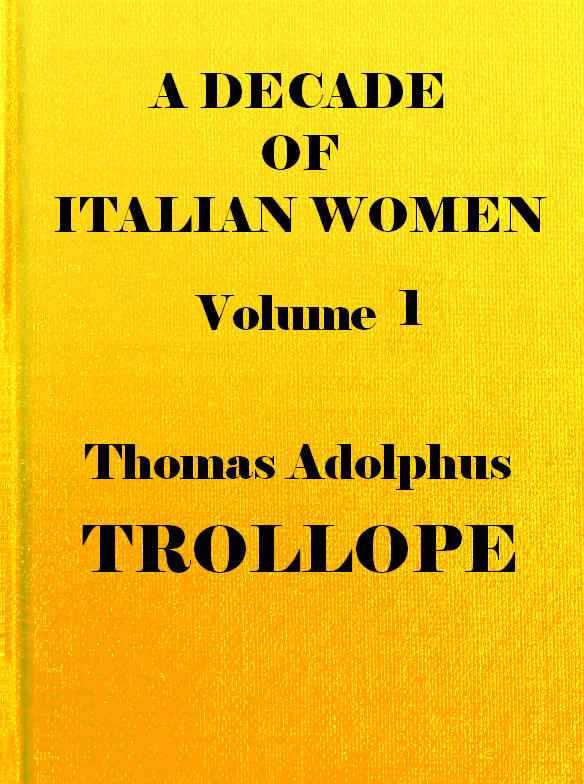 A DECADE
OF
ITALIAN WOMEN
Volume 1
Thomas Adolphus
TROLLOPE